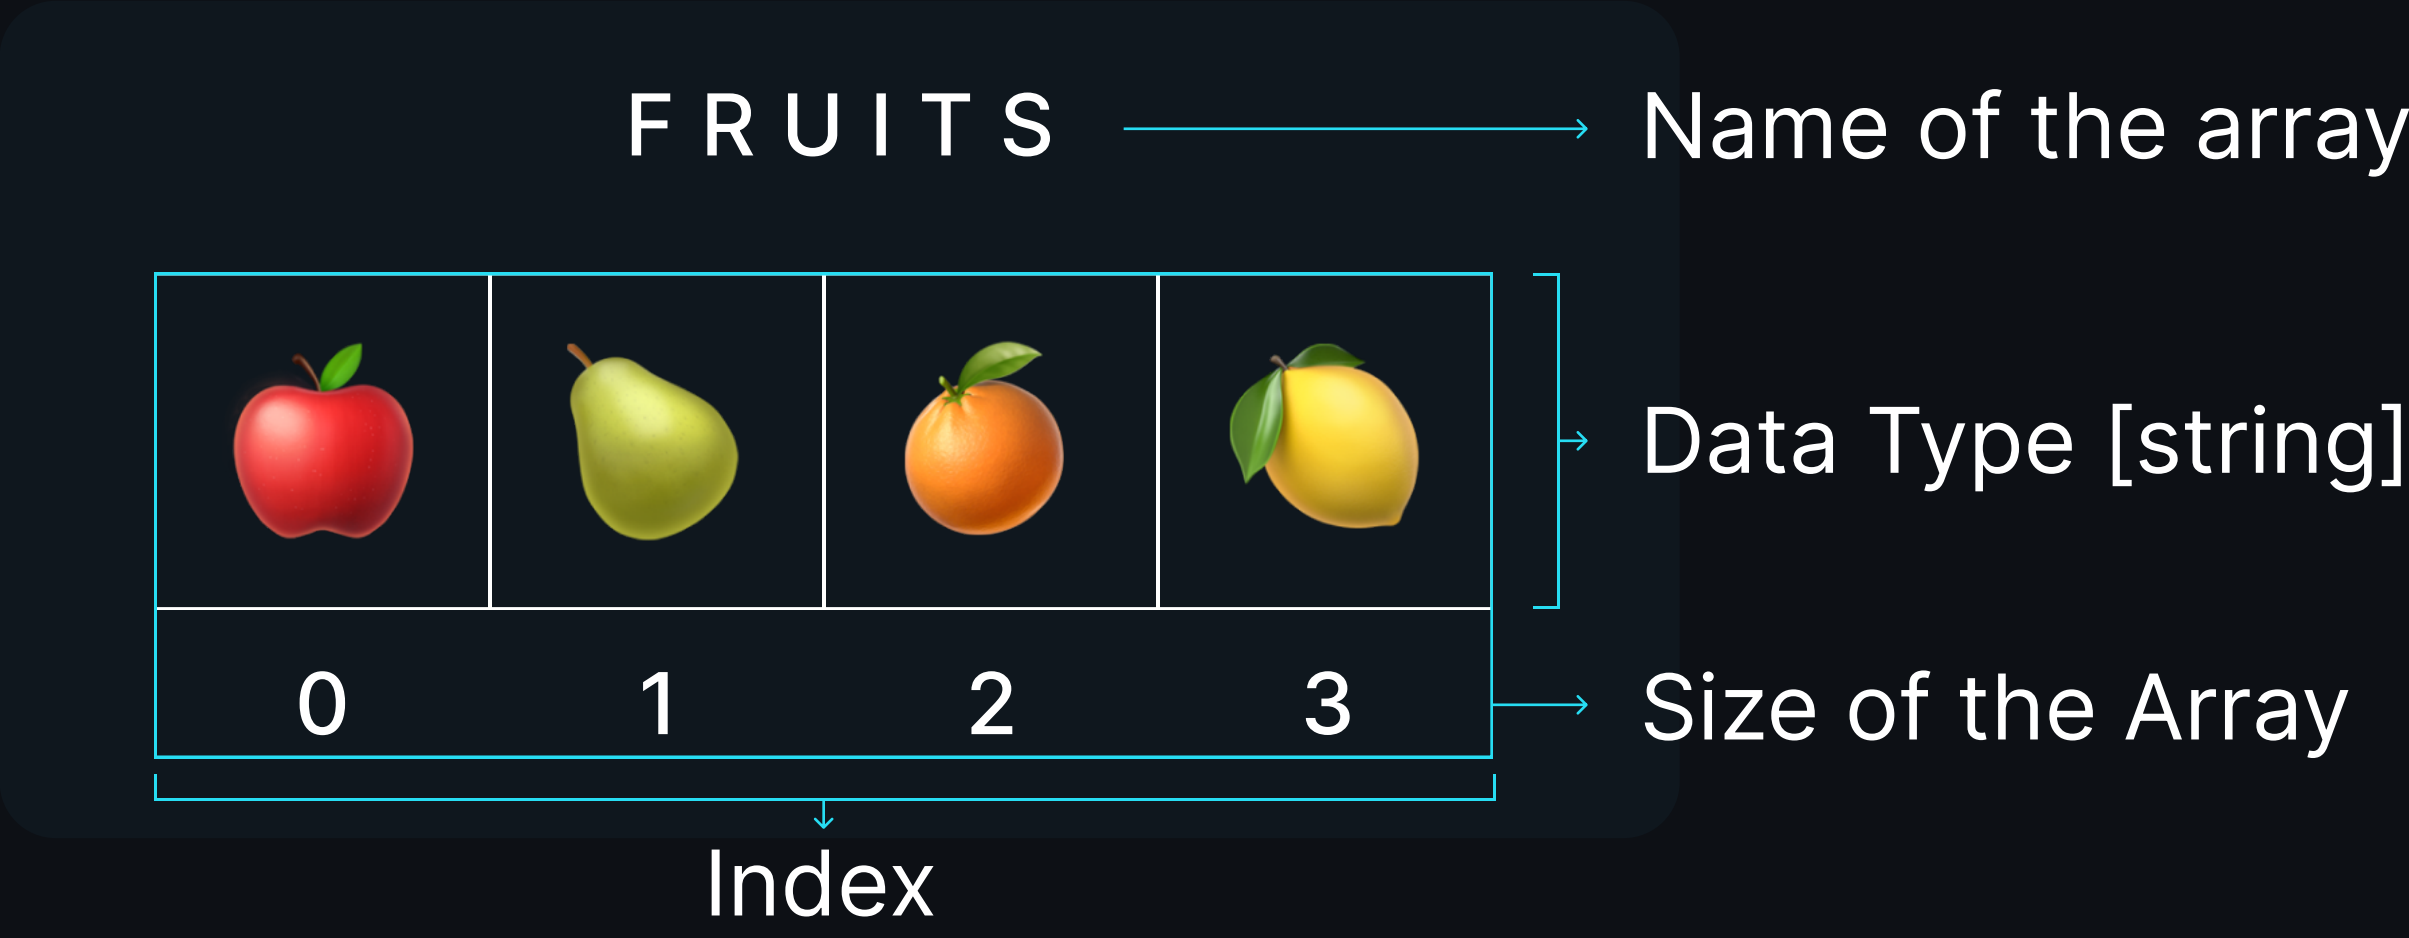 FRUITS
Name of the array
Data Type [string]
0 1 2 3
Size of the Array
Index